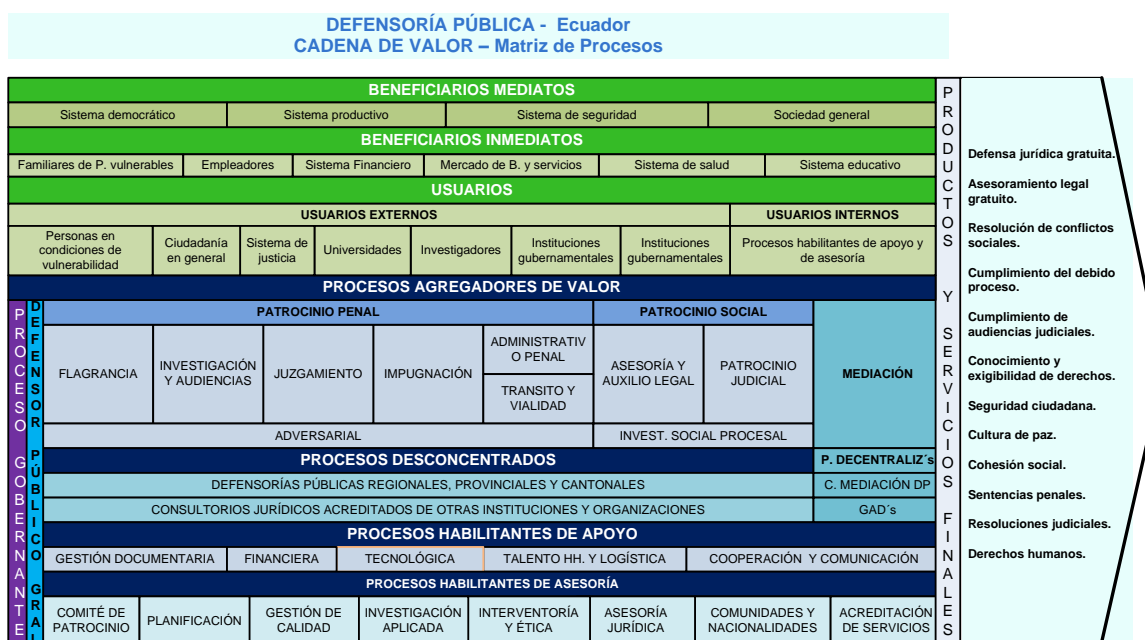 DEFENSORÍA PÚBLICA - Ecuador
CADENA DE VALOR – Matriz de Procesos
BENEFICIARIOS MEDIATOS
Sistema democrático
Sistema productivo
Sistema de seguridad
Sociedad general
BENEFICIARIOS INMEDIATOS
Familiares de P. vulnerables
Empleadores
Sistema Financiero
Mercado de B. y servicios
Sistema de salud
Sistema educativo
USUARIOS
USUARIOS EXTERNOS
USUARIOS INTERNOS
Personas en
condiciones de
vulnerabilidad
Ciudadanía
en general
Sistema de
justicia
Universidades
Investigadores
Instituciones
gubernamentales
Instituciones
gubernamentales
Procesos habilitantes de apoyo y
de asesoría
PROCESOS AGREGADORES DE VALOR
PROCESO GOBERNANTE
DEFENSOR PÚBLICO GRAL
PATROCINIO PENAL
PATROCINIO SOCIAL
FLAGRANCIA
INVESTIGACIÓN
Y AUDIENCIAS
JUZGAMIENTO
IMPUGNACIÓN
ADMINISTRATIV
O PENAL
TRANSITO Y
VIALIDAD
ASESORÍA Y
AUXILIO LEGAL
PATROCINIO
JUDICIAL
MEDIACIÓN
ADVERSARIAL
INVEST. SOCIAL PROCESAL
PROCESOS DESCONCENTRADOS
P. DECENTRALIZ´s
DEFENSORÍAS PÚBLICAS REGIONALES, PROVINCIALES Y CANTONALES
C. MEDIACIÓN DP
CONSULTORIOS JURÍDICOS ACREDITADOS DE OTRAS INSTITUCIONES Y ORGANIZACIONES
GAD´s
PROCESOS HABILITANTES DE APOYO
GESTIÓN DOCUMENTARIA
FINANCIERA
TECNOLÓGICA
TALENTO HH. Y LOGÍSTICA
COOPERACIÓN Y COMUNICACIÓN
PROCESOS HABILITANTES DE ASESORÍA
COMITÉ DE
PATROCINIO
PLANIFICACIÓN
GESTIÓN DE
CALIDAD
INVESTIGACIÓN
APLICADA
INTERVENTORÍA
Y ÉTICA
ASESORÍA
JURÍDICA
COMUNIDADES Y
NACIONALIDADES
ACREDITACIÓN
DE SERVICIOS
PRODUCTOS Y SERVICIOS FINALES
Defensa jurídica gratuita.
Asesoramiento legal
gratuito.
Resolución de conflictos
sociales.
Cumplimiento del debido
proceso.
Cumplimiento de
audiencias judiciales.
Conocimiento y
exigibilidad de derechos.
Seguridad ciudadana.
Cultura de paz.
Cohesión social.
Sentencias penales.
Resoluciones judiciales.
Derechos humanos.